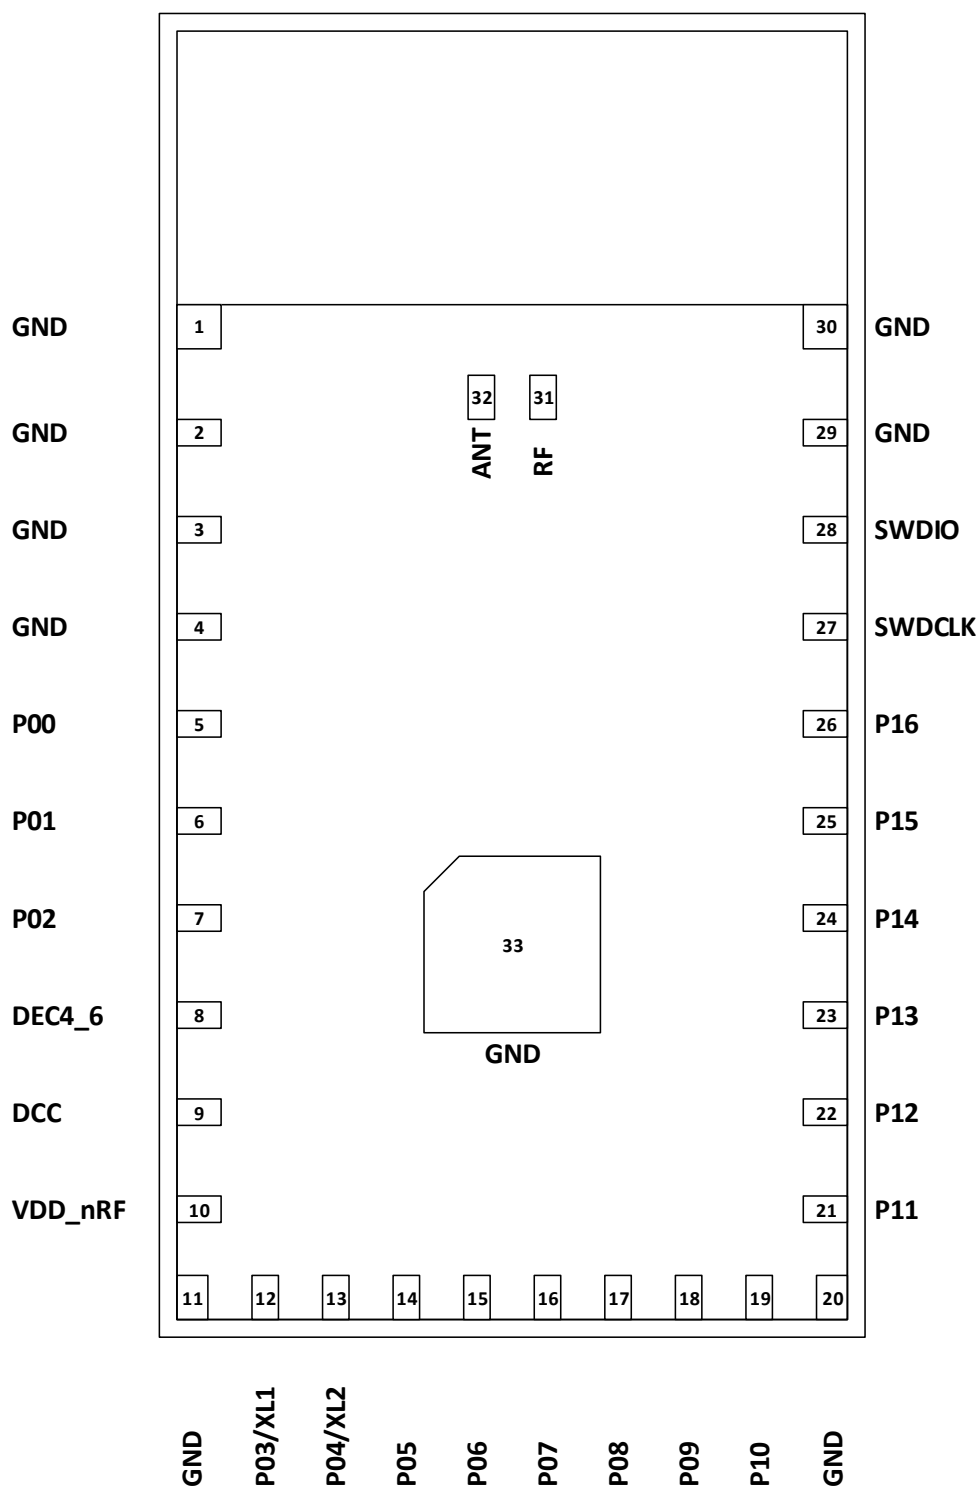 GND 1 30 GND
32 31
ANT RF
GND 2 29 GND
GND 3 28 SWDIO
GND 4 27 SWDCLK
P00 5 26 P16
P01 6 25 P15
P02 7 24 P14
33
DEC4_6 8 23 P13
GND
DCC 9 22 P12
VDD_nRF 10 21 P11
11 12 13 14 15 16 17 18 19 20
GND P03/XL1 P04/XL2 P05 P06 P07 P08 P09 P10 GND